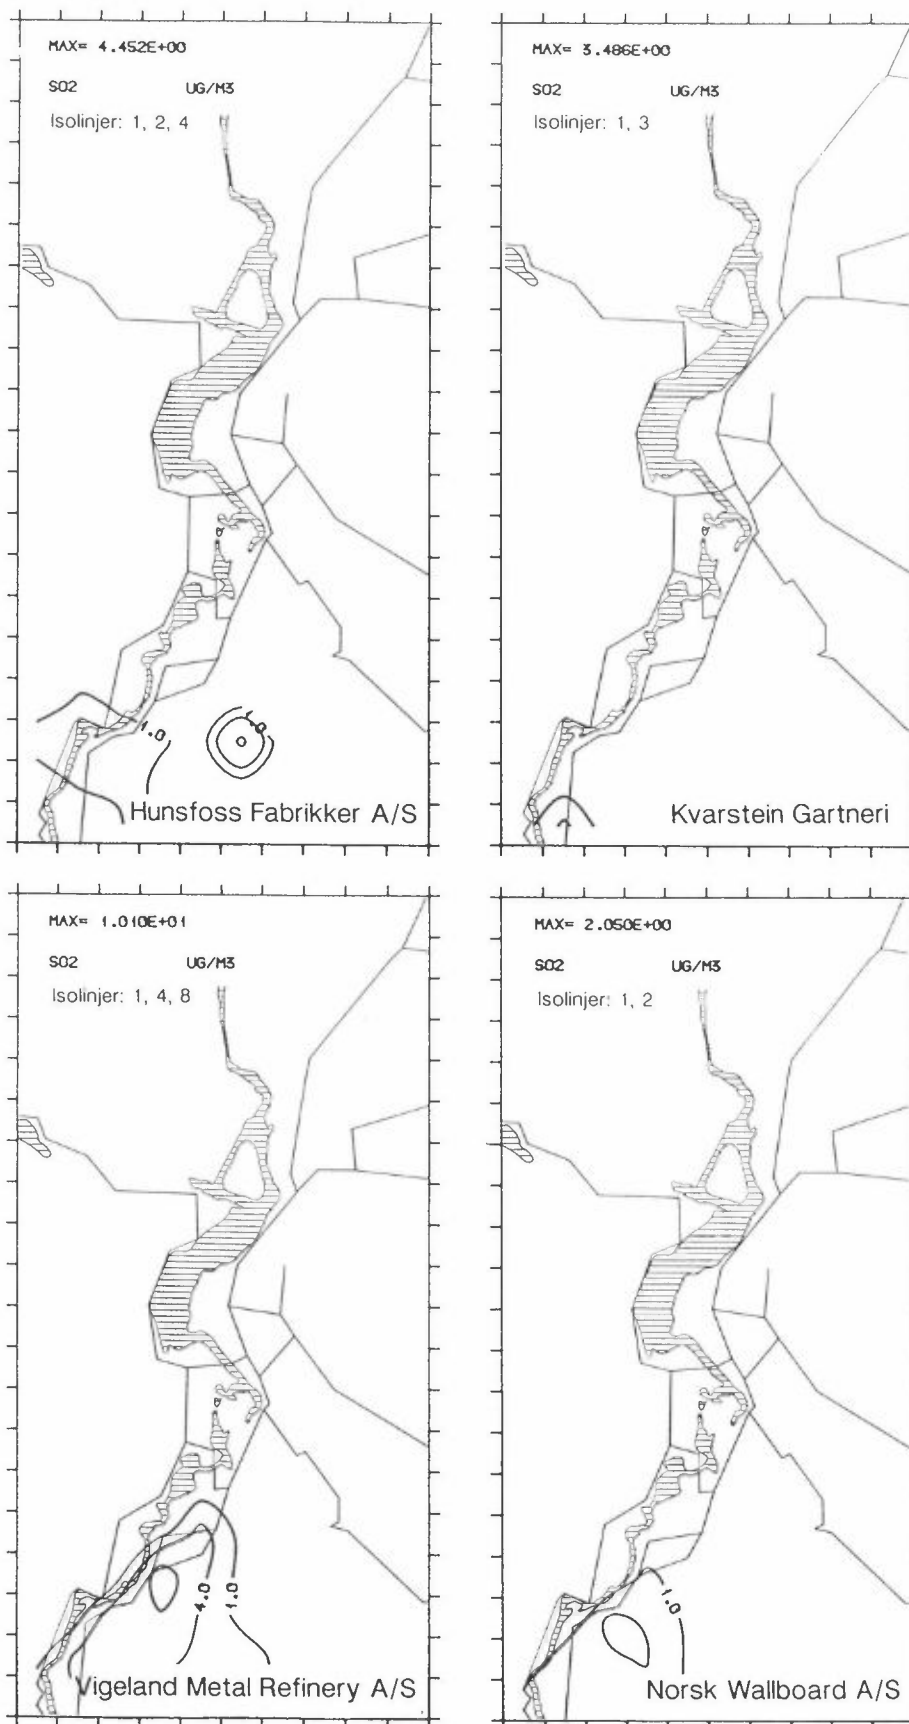 MAX= 4.452E+00
SO2 UG/M3
Isolinjer: 1, 2, 4
1.0
1.0
Hunsfoss Fabrikker A/S
MAX= 3.486E+00
SO2 UG/M3
Isolinjer: 1, 3
Kvarstein Gartneri
MAX= 1.010E+01
SO2 UG/M3
Isolinjer: 1, 4, 8
4.0
1.0
Vigeland Metal Refinery A/S
MAX= 2.050E+00
SO2 UG/M3
Isolinjer: 1, 2
1.0
Norsk Wallboard A/S